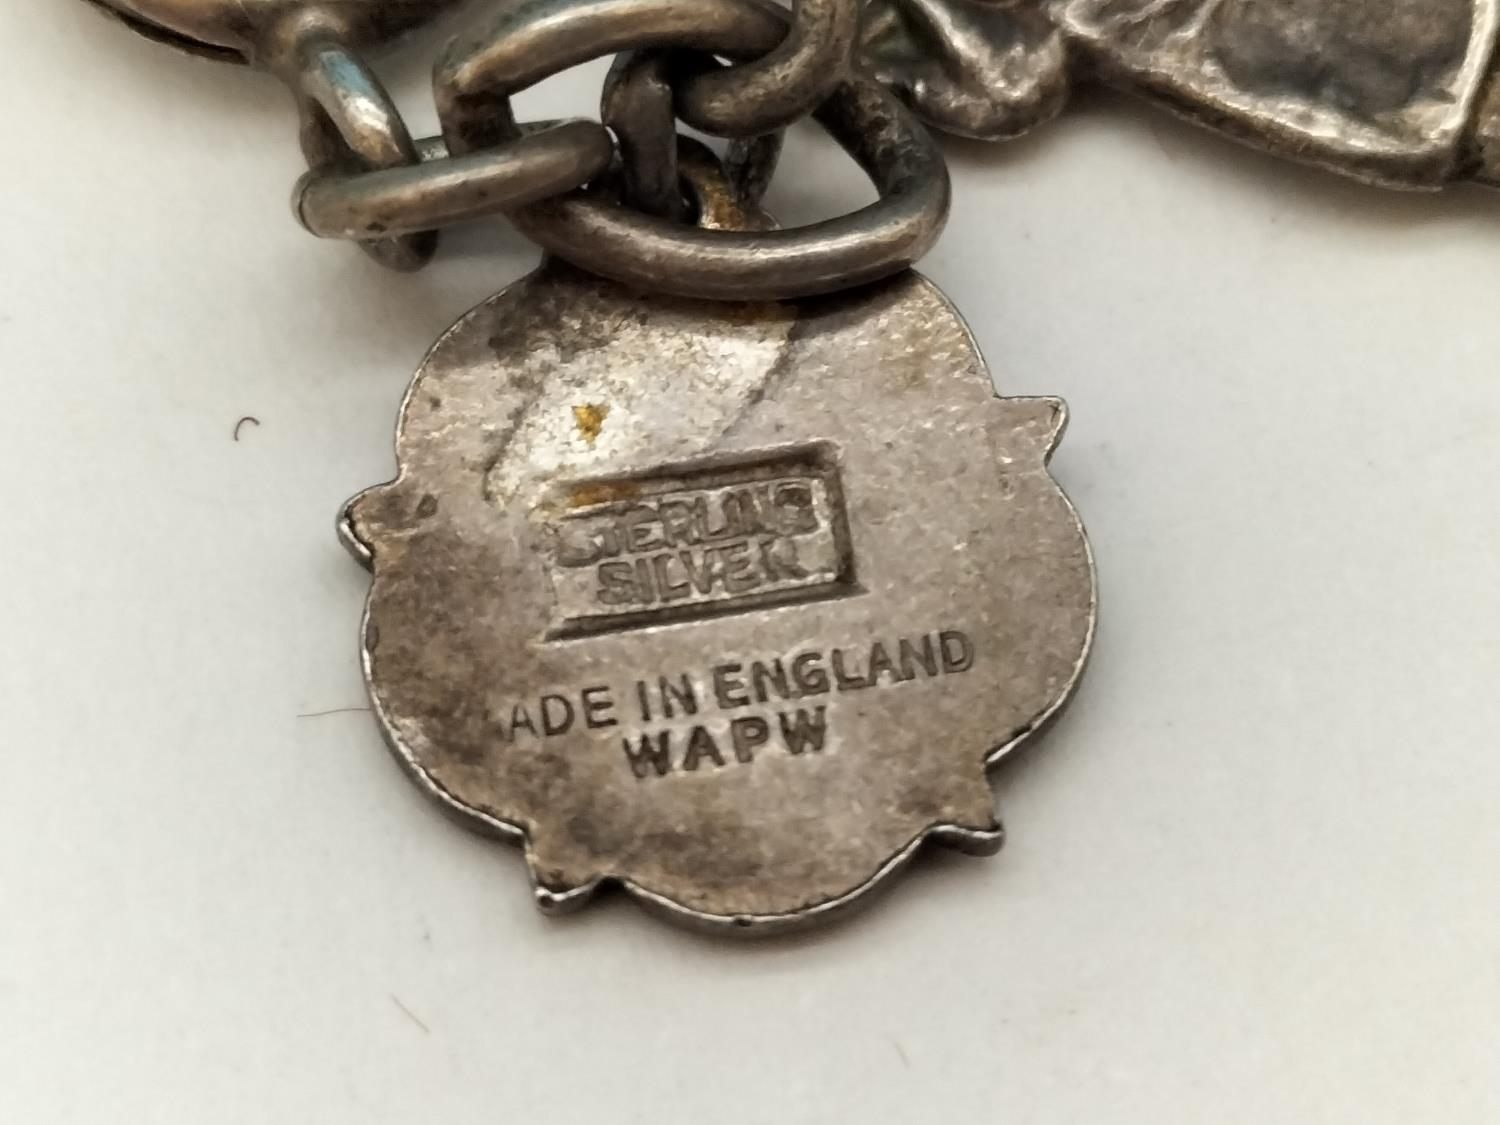 STERLING
SILVER
ADE IN ENGLAND
WAPW